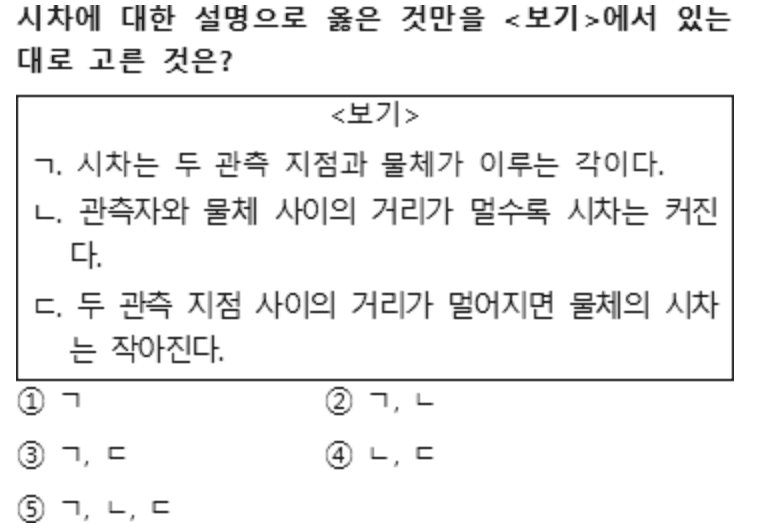 시차에 대한 설명으로 옳은 것만을 <보기>에서 있는
대로 고른 것은?
<보기>
ㄱ. 시차는 두 관측 지점과 물체가 이루는 각이다.
ㄴ. 관측자와 물체 사이의 거리가 멀수록 시차는 커진
다.
ㄷ. 두 관측 지점 사이의 거리가 멀어지면 물체의 시차
는 작아진다.
① ㄱ ② ㄱ, ㄴ
③ ㄱ, ㄷ ④ ㄴ, ㄷ
⑤ ㄱ, ㄴ, ㄷ